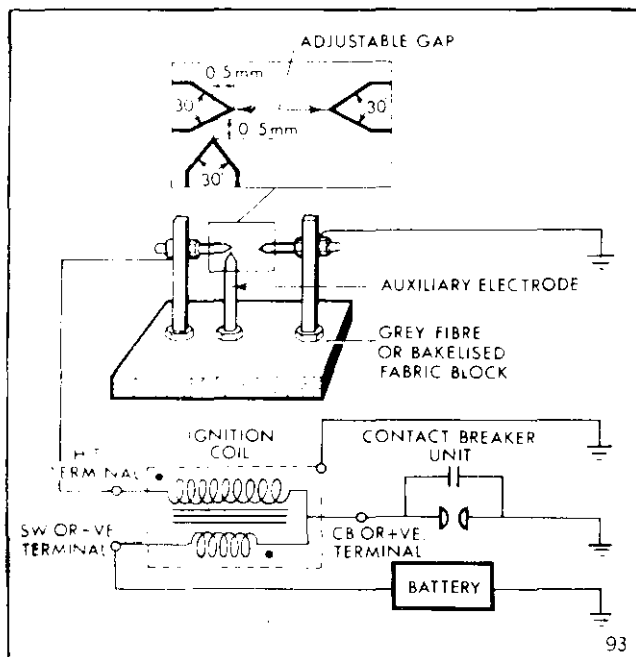 ADJUSTABLE GAP
0 5mm
30
30
0 5mm
30
AUXILIARY ELECTRODE
GREY FIBRE
OR BAKELISED
FABRIC BLOCK
IGNITION
COIL
CONTACT BREAKER
UNIT
TERMINAL
SW OR -VE
TERMINAL
CB OR +VE
TERMINAL
BATTERY
93